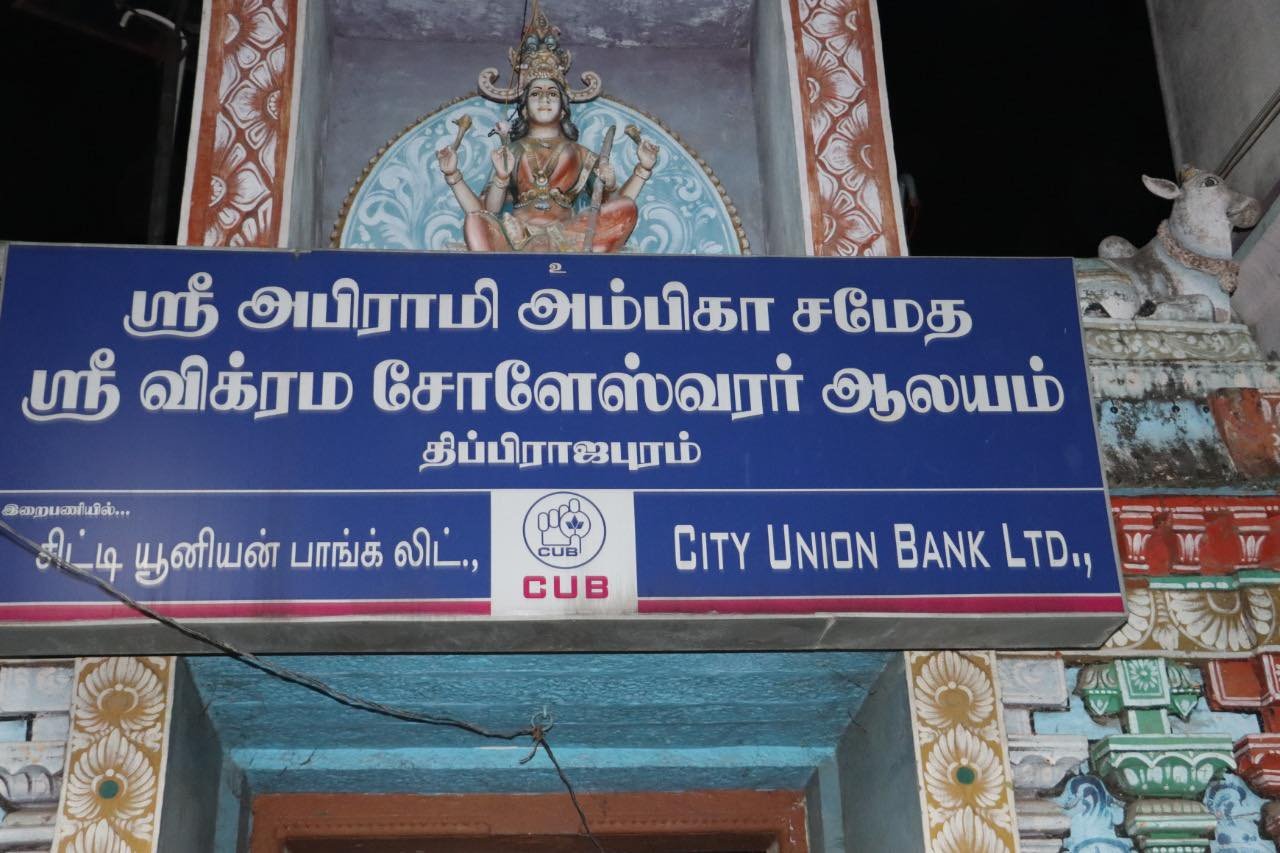 உ
ஸ்ரீ அபிராமி அம்பிகா சமேத
ஸ்ரீ விக்ரம சோளேஸ்வரர் ஆலயம்
திப்பிராஜபுரம்
இறைபணியில்...
சிட்டி யூனியன் பாங்க் லிட்.,
CUB
CUB
CITY UNION BANK LTD.,